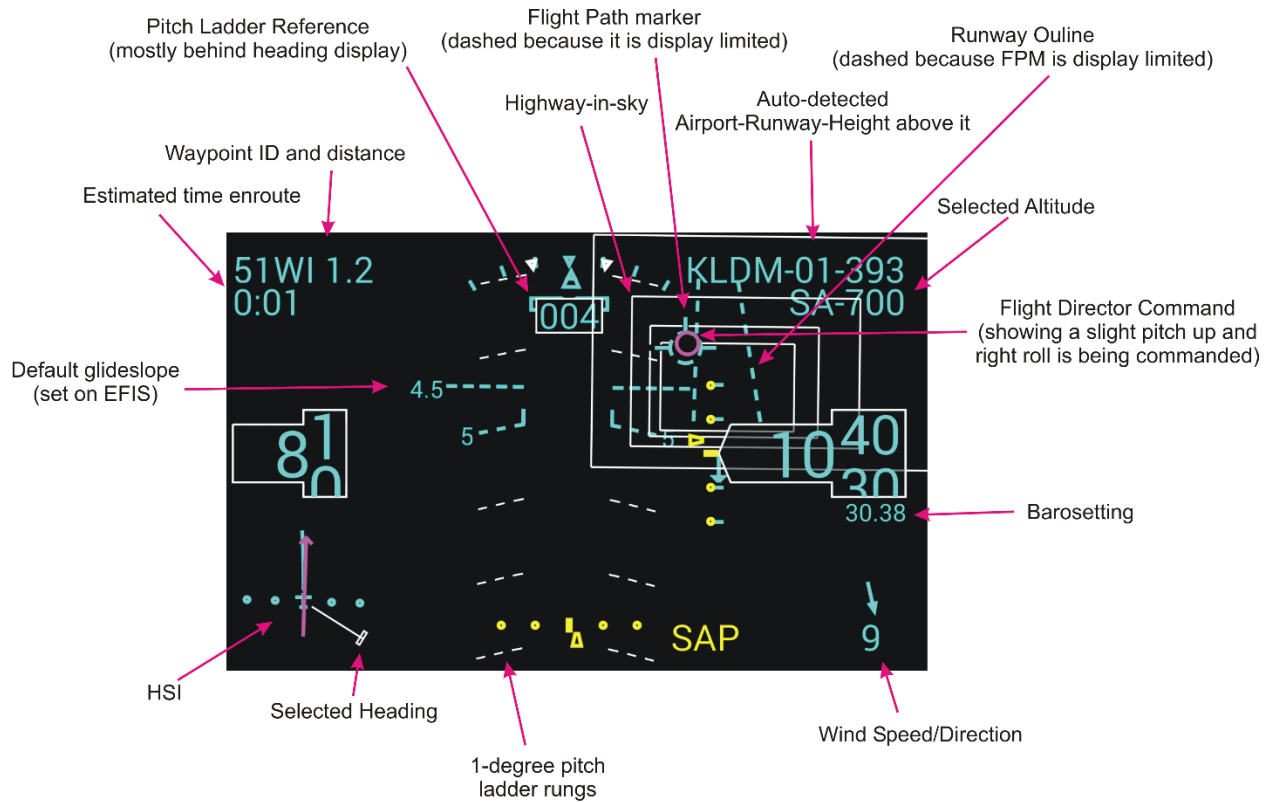 Pitch Ladder Reference
(mostly behind heading display)
Flight Path marker
(dashed because it is display limited)
Runway Ouline
(dashed because FPM is display limited)
Highway-in-sky
Auto-detected
Airport-Runway-Height above it
Waypoint ID and distance
Estimated time enroute
Selected Altitude
51WI 1.2
0:01
KLDM-01-393
SA-700
004
Flight Director Command
(showing a slight pitch up and
right roll is being commanded)
Default glideslope
(set on EFIS)
4.5
5
5
8
1
0
10
40
30
30.38
Barosetting
SAP
9
HSI
Selected Heading
1-degree pitch
ladder rungs
Wind Speed/Direction